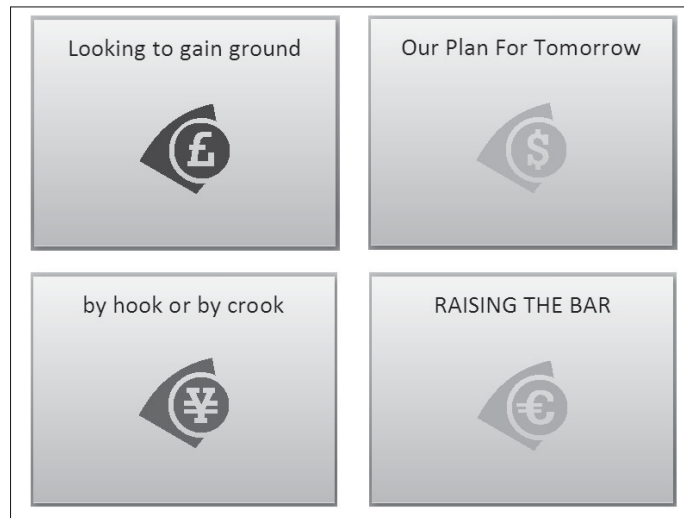 Looking to gain ground
£
Our Plan For Tomorrow
$
by hook or by crook
¥
RAISING THE BAR
€